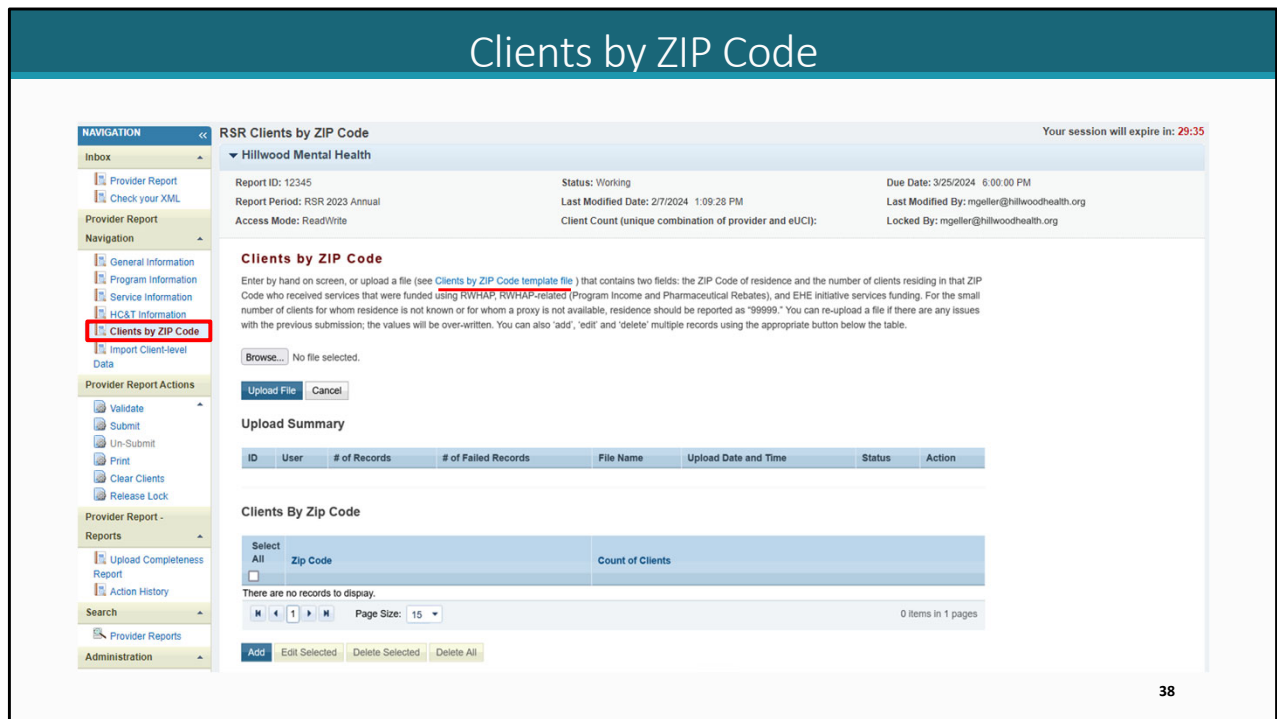 Clients by ZIP Code
NAVIGATION «
Inbox
Provider Report
Check your XML
Provider Report
Navigation
General Information
Program Information
Service Information
HC&T Information
Clients by ZIP Code
Import Client-level
Data
Provider Report Actions
Validate
Submit
Un-Submit
Print
Clear Clients
Release Lock
Provider Report -
Reports
Upload Completeness
Report
Action History
Search
Provider Reports
Administration
RSR Clients by ZIP Code
Your session will expire in: 29:35
Hillwood Mental Health
Report ID: 12345
Status: Working
Due Date: 3/25/2024 6:00:00 PM
Report Period: RSR 2023 Annual
Last Modified Date: 2/7/2024 1:09:28 PM
Last Modified By: mgeller@hillwoodhealth.org
Access Mode: ReadWrite
Client Count (unique combination of provider and eUCI):
Locked By: mgeller@hillwoodhealth.org
Clients by ZIP Code
Enter by hand on screen, or upload a file (see Clients by ZIP Code template file ) that contains two fields: the ZIP Code of residence and the number of clients residing in that ZIP
Code who received services that were funded using RWHAP, RWHAP-related (Program Income and Pharmaceutical Rebates), and EHE initiative services funding. For the small
number of clients for whom residence is not known or for whom a proxy is not available, residence should be reported as "99999." You can re-upload a file if there are any issues
with the previous submission; the values will be over-written. You can also 'add', 'edit' and 'delete' multiple records using the appropriate button below the table.
Browse... No file selected.
Upload File Cancel
Upload Summary
ID User # of Records # of Failed Records File Name Upload Date and Time Status Action
Clients By Zip Code
Select
All Zip Code Count of Clients
There are no records to dispay.
1 Page Size: 15 0 items in 1 pages
Add Edit Selected Delete Selected Delete All
38